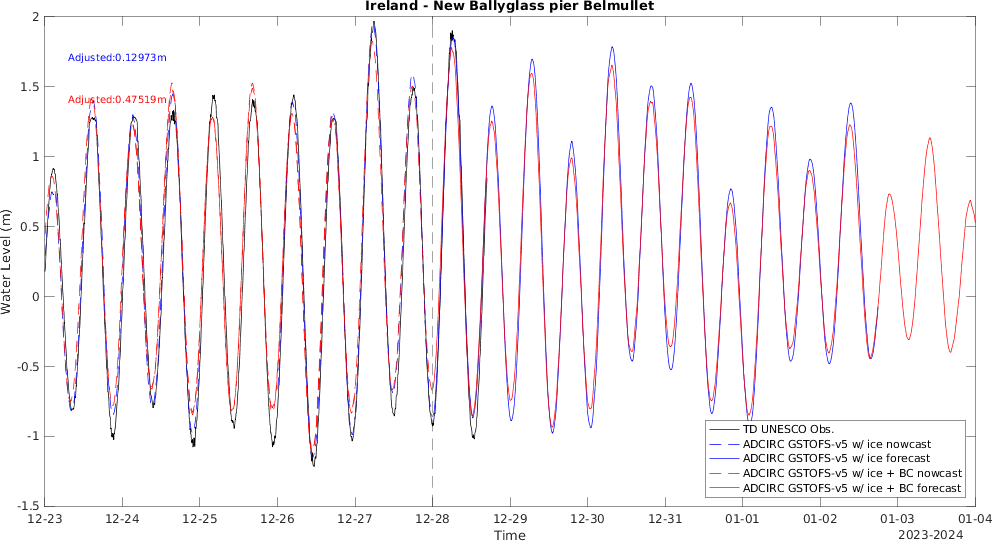 Ireland - New Ballyglass pier Belmullet
2
1.5
1
0.5
0
-0.5
-1
-1.5
Water Level (m)
Adjusted:0.12973m
Adjusted:0.47519m
TD UNESCO Obs.
ADCIRC GSTOFS-v5 w/ ice nowcast
ADCIRC GSTOFS-v5 w/ ice forecast
ADCIRC GSTOFS-v5 w/ ice + BC nowcast
ADCIRC GSTOFS-v5 w/ ice + BC forecast
12-23 12-24 12-25 12-26 12-27 12-28 12-29 12-30 12-31 01-01 01-02 01-03 01-04
Time
2023-2024